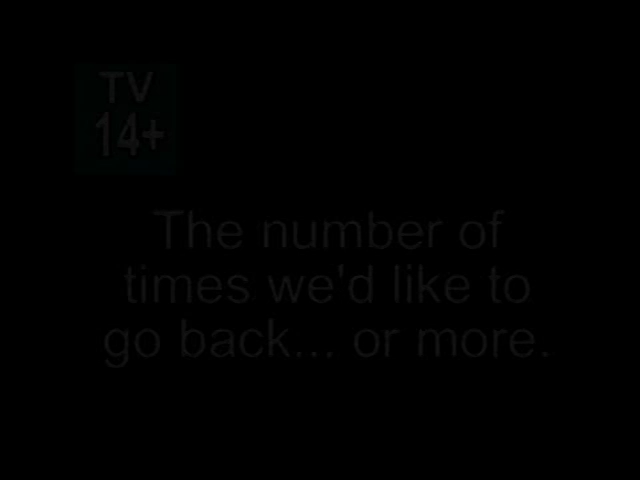 TV
14+
The number of
times we'd like to
go back... or more.